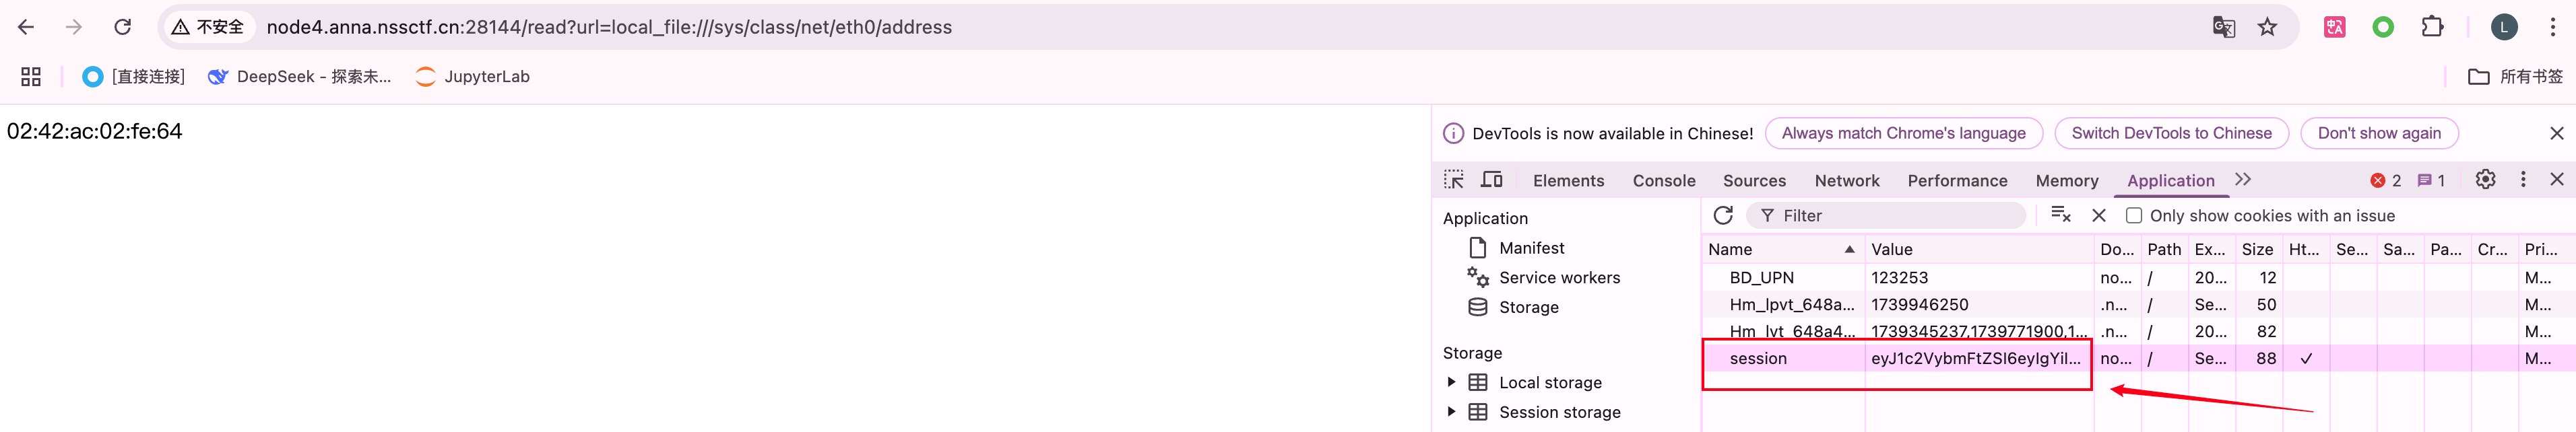 不安全 node4.anna.nssctf.cn:28144/read?url=local_file:///sys/class/net/eth0/address L
[直接连接] DeepSeek - 探索未... JupyterLab 所有书签
02:42:ac:02:fe:64
DevTools is now available in Chinese! Always match Chrome's language Switch DevTools to Chinese Don't show again
Elements Console Sources Network Performance Memory Application 2 1
Application
Manifest
Service workers
Storage
Storage
Local storage
Session storage
Filter Only show cookies with an issue
Name Value Do... Path Ex... Size Ht... Se... Sa... Pa... Cr... Pri...
BD_UPN 123253 no... / 20... 12 M...
Hm_lpvt_648a... 1739946250 .n... / Se... 50 M...
Hm_lvt_648a4... 1739345237,1739771900,1... .n... / 20... 82 M...
session eyJ1c2VybmFtZSI6eyIgYiI... no... / Se... 88 ✓ M...